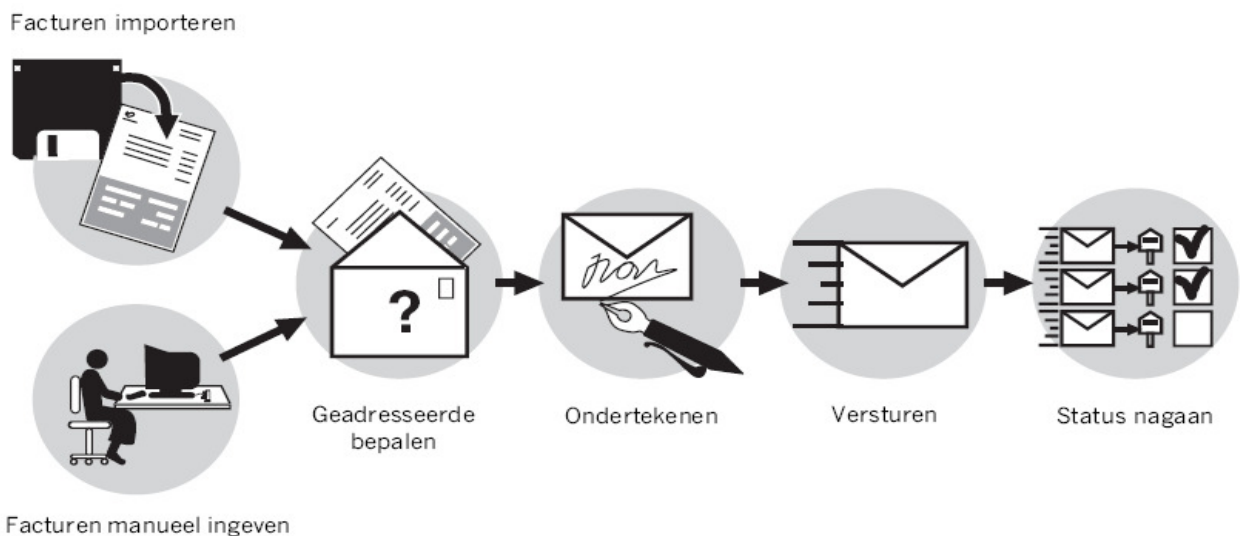 Facturen importeren
?
Geadresseerde
bepalen
Ondertekenen
Versturen
Status nagaan
Facturen manueel ingeven